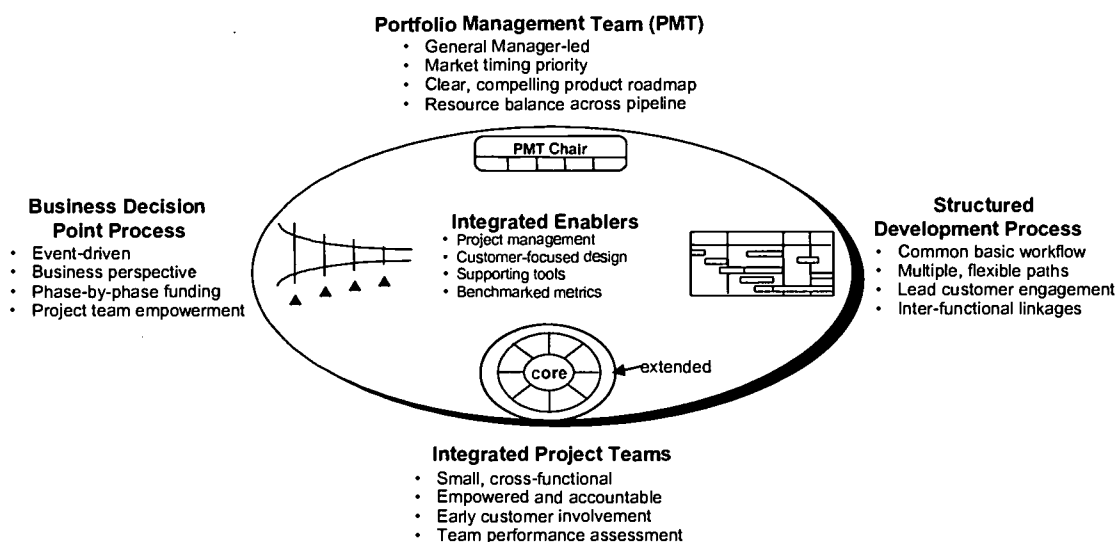 Portfolio Management Team (PMT)
• General Manager-led
• Market timing priority
• Clear, compelling product roadmap
• Resource balance across pipeline
PMT Chair
Business Decision
Point Process
• Event-driven
• Business perspective
• Phase-by-phase funding
• Project team empowerment
Integrated Enablers
• Project management
• Customer-focused design
• Supporting tools
• Benchmarked metrics
Structured
Development Process
• Common basic workflow
• Multiple, flexible paths
• Lead customer engagement
• Inter-functional linkages
core
extended
Integrated Project Teams
• Small, cross-functional
• Empowered and accountable
• Early customer involvement
• Team performance assessment